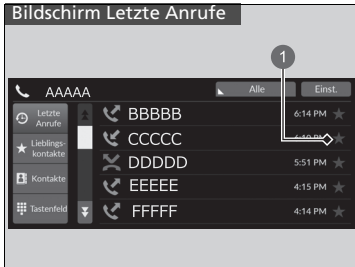 Bildschirm Letzte Anrufe
1
AAAAA
Alle
Einst.
Letzte
Anrufe
BBBBB
6:14 PM
Lieblings-
kontakte
CCCCC
DDDDD
5:51 PM
Kontakte
EEEEE
4:15 PM
Tastenfeld
FFFFF
4:14 PM